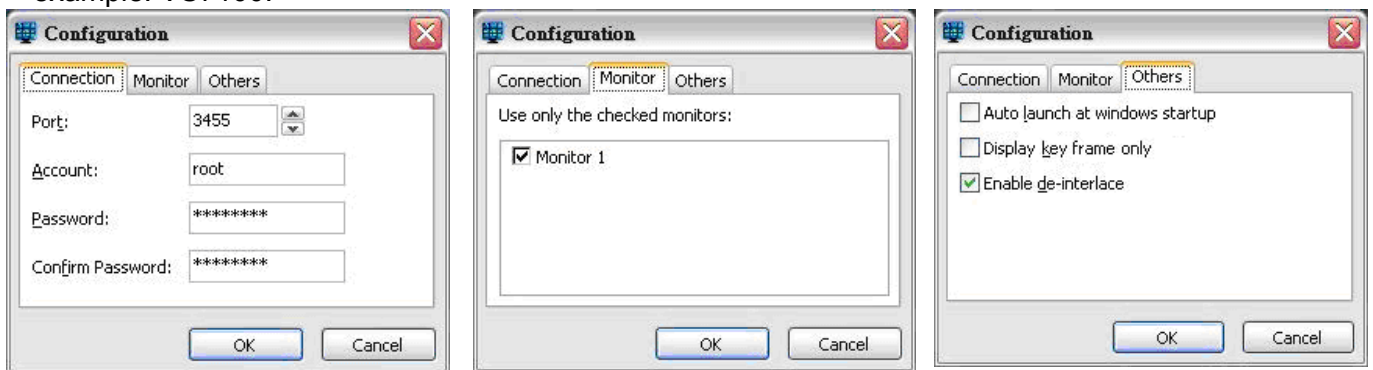 Configuration
Connection Monitor Others
Port: 3455
Account: root
Password: ********
Confirm Password: ********
OK Cancel
Configuration
Connection Monitor Others
Use only the checked monitors:
Monitor 1
OK Cancel
Configuration
Connection Monitor Others
Auto launch at windows startup
Display key frame only
Enable de-interlace
OK Cancel